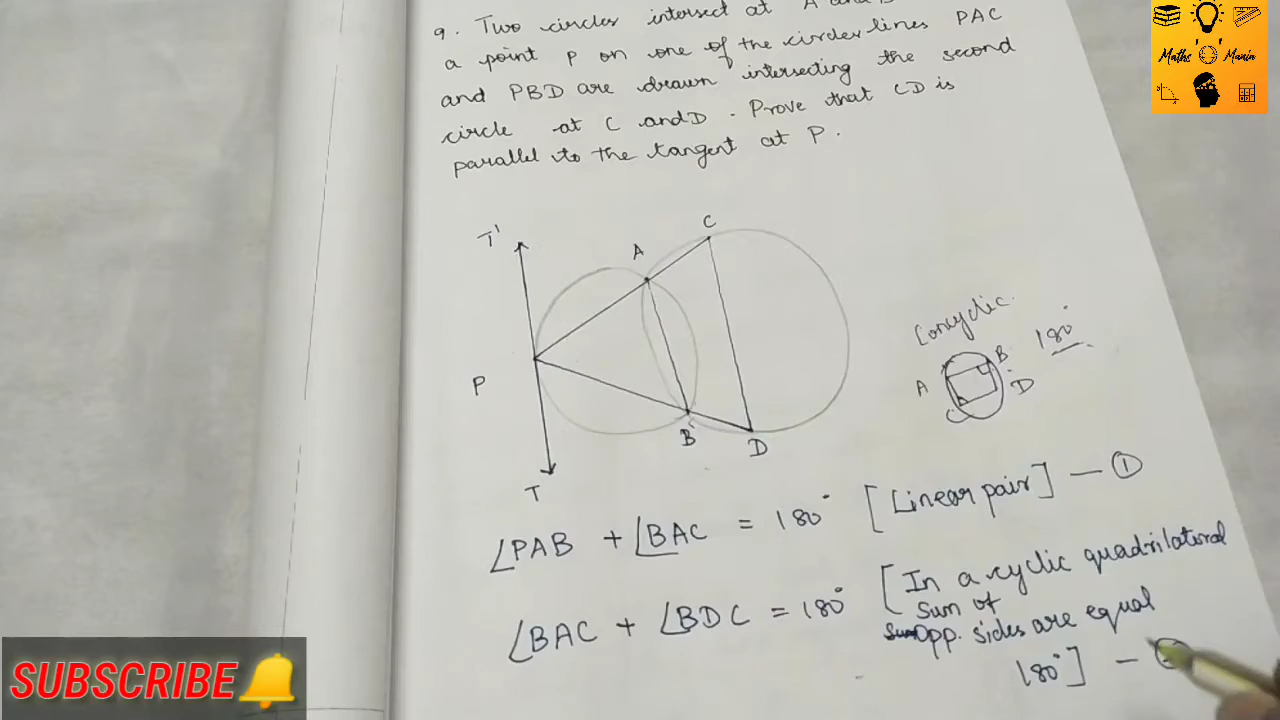 9. Two circles intersect at A and
a point P on one of the circles lines PAC
and PBD are drawn intersecting the second
circle at C and D. Prove that CD is
parallel to the tangent at P.
T'
C
A
P
B
D
T
Concyclic.
180°
A
B
C
D
∠PAB + ∠BAC = 180° [Linear pair] — ①
∠BAC + ∠BDC = 180° [In a cyclic quadrilateral
sum of
opp. sides are equal
180°] —
Maths Mania
SUBSCRIBE